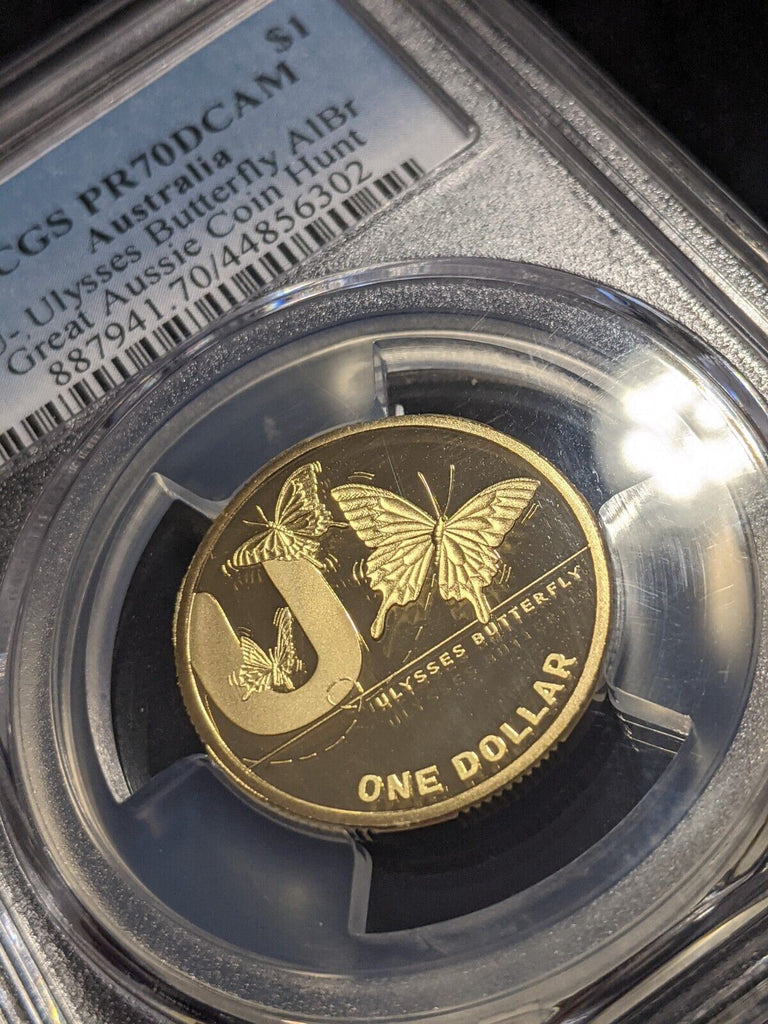 $1
CGS PR70DCAM
Australia
U- Ulysses Butterfly AlBr
Great Aussie Coin Hunt
887941.70/44856302
U
ULYSSES BUTTERFLY
ONE DOLLAR